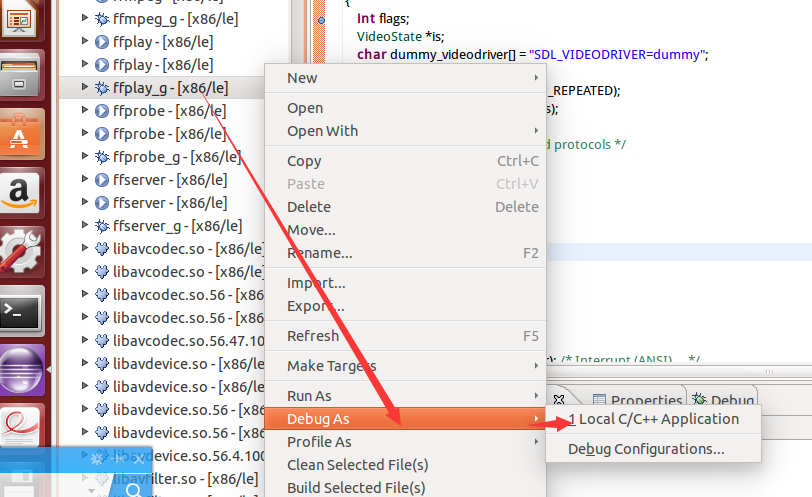 ffmpeg_g - [x86/le]
ffplay - [x86/le]
ffplay - [x86/le]
ffplay_g - [x86/le]
ffprobe - [x86/le]
ffprobe - [x86/le]
ffprobe_g - [x86/le]
ffserver - [x86/le]
ffserver - [x86/le]
ffserver_g - [x86/le]
libavcodec.so - [x86/le]
libavcodec.so - [x86/le]
libavcodec.so.56 - [x86
libavcodec.so.56 - [x86
libavcodec.so.56.47.10
libavdevice.so - [x86/le
libavdevice.so - [x86/le
libavdevice.so.56 - [x8
libavdevice.so.56 - [x8
libavdevice.so.56.4.100
libavfilter.so - [x86/le]
{
int flags;
VideoState *is;
char dummy_videodriver[] = "SDL_VIDEODRIVER=dummy";
_REPEATED);
s);
d protocols */
); /* Interrupt (ANSI). */
New
Open
Open With
Copy Ctrl+C
Paste Ctrl+V
Delete Delete
Move...
Rename... F2
Import...
Export...
Refresh F5
Make Targets
Run As
Debug As
Profile As
Clean Selected File(s)
Build Selected File(s)
Properties
Debug
1 Local C/C++ Application
Debug Configurations...